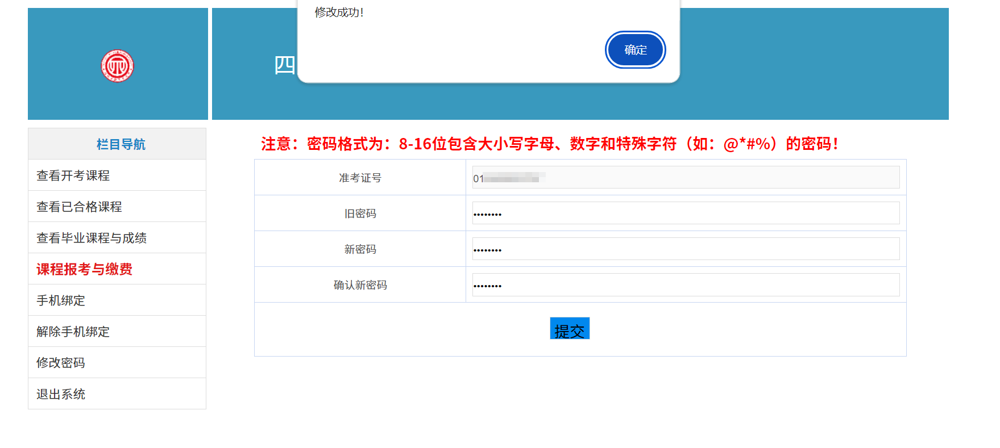 修改成功！
确定
四
栏目导航
查看开考课程
查看已合格课程
查看毕业课程与成绩
课程报考与缴费
手机绑定
解除手机绑定
修改密码
退出系统
注意：密码格式为：8-16位包含大小写字母、数字和特殊字符（如：@*#%）的密码！
准考证号
01
旧密码
••••••••
新密码
••••••••
确认新密码
••••••••
提交